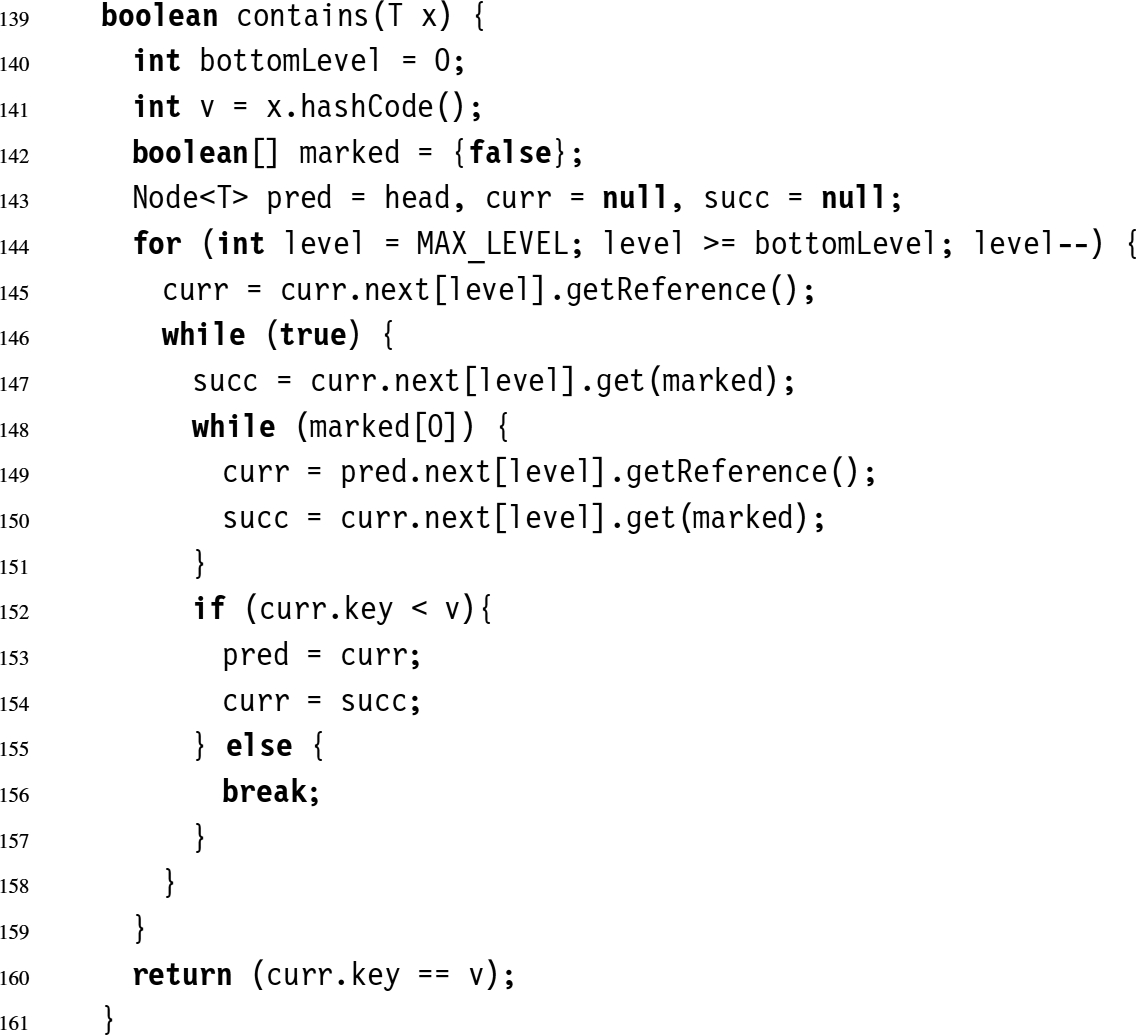 139 boolean contains(T x) {
140 int bottomLevel = 0;
141 int v = x.hashCode();
142 boolean[] marked = {false};
143 Node<T> pred = head, curr = null, succ = null;
144 for (int level = MAX_LEVEL; level >= bottomLevel; level--) {
145 curr = curr.next[level].getReference();
146 while (true) {
147 succ = curr.next[level].get(marked);
148 while (marked[0]) {
149 curr = pred.next[level].getReference();
150 succ = curr.next[level].get(marked);
151 }
152 if (curr.key < v){
153 pred = curr;
154 curr = succ;
155 } else {
156 break;
157 }
158 }
159 }
160 return (curr.key == v);
161 }